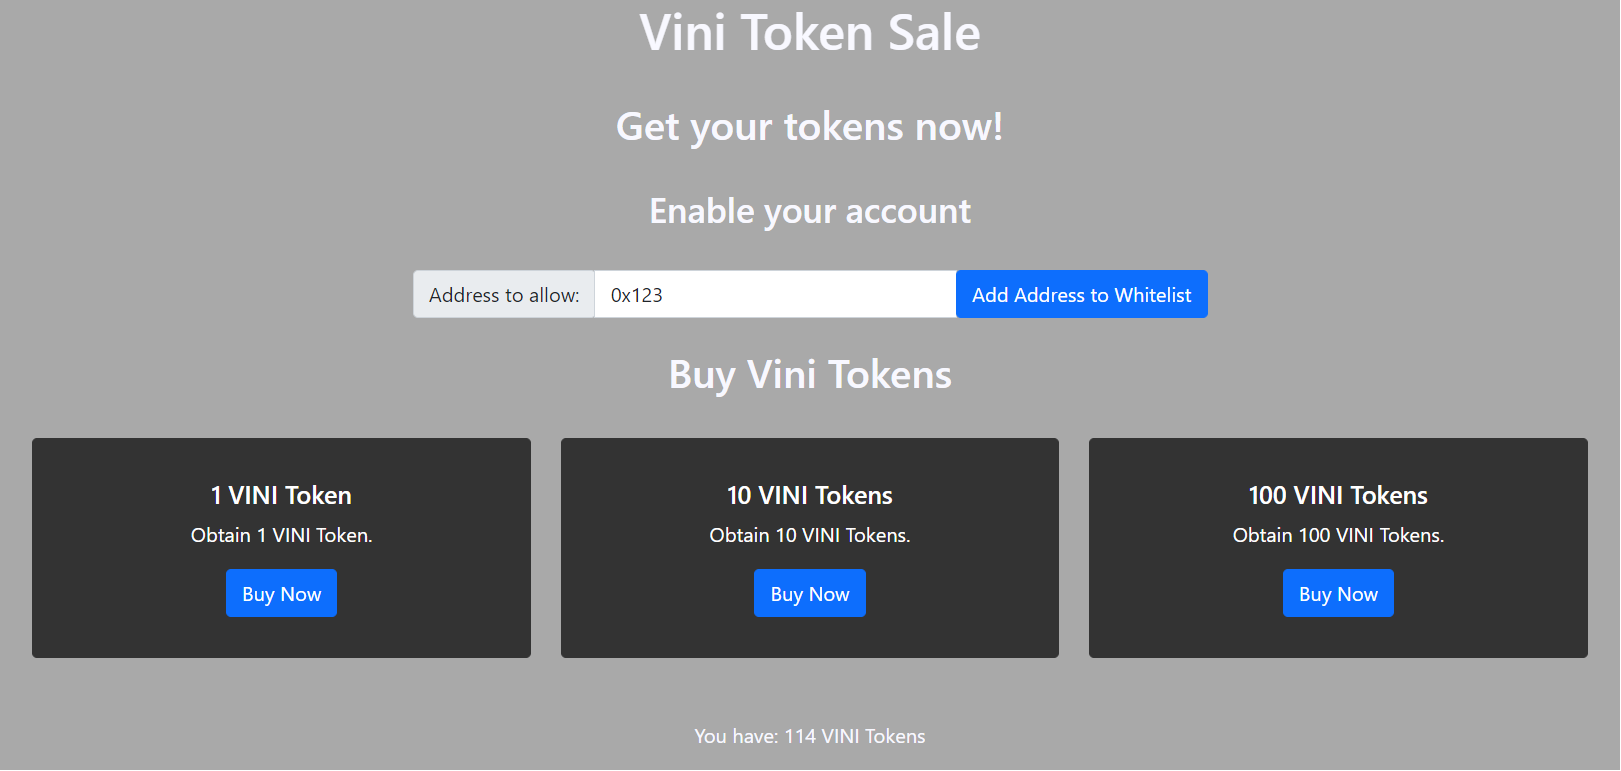 Vini Token Sale
Get your tokens now!
Enable your account
Address to allow: 0x123 Add Address to Whitelist
Buy Vini Tokens
1 VINI Token
Obtain 1 VINI Token.
Buy Now
10 VINI Tokens
Obtain 10 VINI Tokens.
Buy Now
100 VINI Tokens
Obtain 100 VINI Tokens.
Buy Now
You have: 114 VINI Tokens